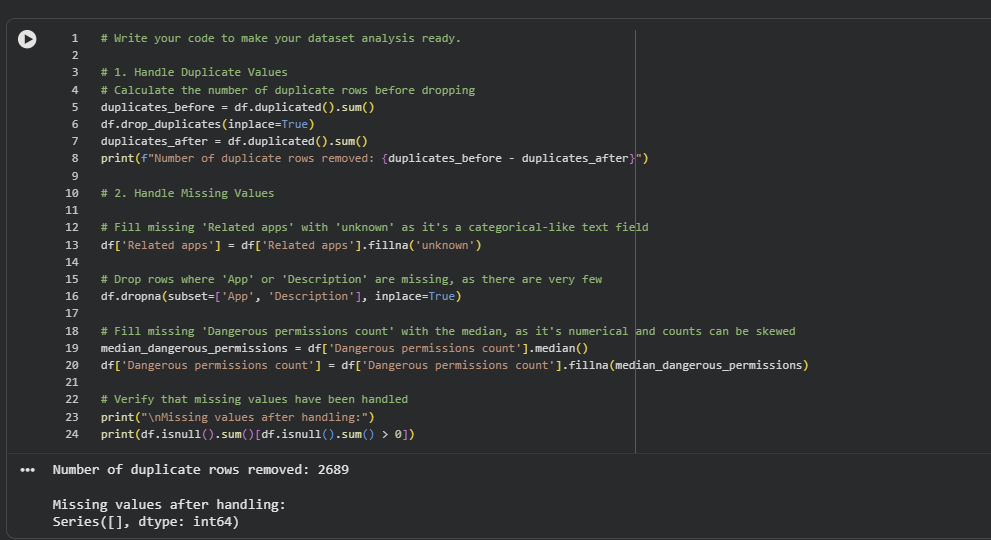 1 # Write your code to make your dataset analysis ready.
2
3 # 1. Handle Duplicate Values
4 # Calculate the number of duplicate rows before dropping
5 duplicates_before = df.duplicated().sum()
6 df.drop_duplicates(inplace=True)
7 duplicates_after = df.duplicated().sum()
8 print(f"Number of duplicate rows removed: {duplicates_before - duplicates_after}")
9
10 # 2. Handle Missing Values
11
12 # Fill missing 'Related apps' with 'unknown' as it's a categorical-like text field
13 df['Related apps'] = df['Related apps'].fillna('unknown')
14
15 # Drop rows where 'App' or 'Description' are missing, as there are very few
16 df.dropna(subset=['App', 'Description'], inplace=True)
17
18 # Fill missing 'Dangerous permissions count' with the median, as it's numerical and counts can be skewed
19 median_dangerous_permissions = df['Dangerous permissions count'].median()
20 df['Dangerous permissions count'] = df['Dangerous permissions count'].fillna(median_dangerous_permissions)
21
22 # Verify that missing values have been handled
23 print("\nMissing values after handling:")
24 print(df.isnull().sum()[df.isnull().sum() > 0])
Number of duplicate rows removed: 2689
Missing values after handling:
Series([], dtype: int64)